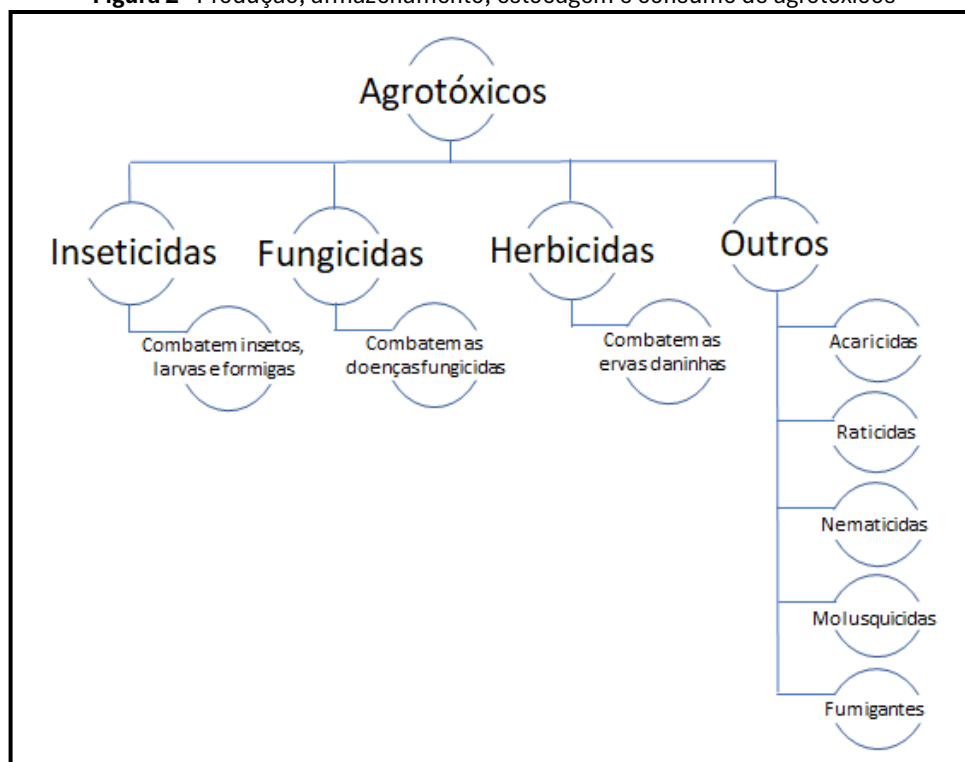 Figura 2 - Produção, armazenamento, estocagem e consumo de agrotóxicos
Agrotóxicos
Inseticidas
Fungicidas
Herbicidas
Outros
Combatem insetos,
larvas e formigas
Combatem as
doenças fungicidas
Combatem as
ervas daninhas
Acaricidas
Raticidas
Nematicidas
Molusquicidas
Fumigantes